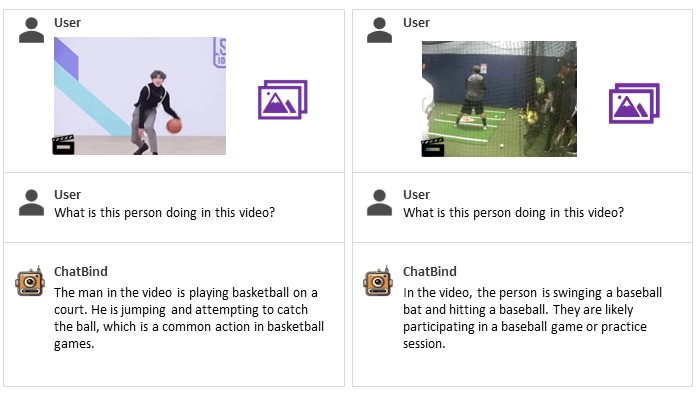 User
User
What is this person doing in this video?
ChatBind
The man in the video is playing basketball on a
court. He is jumping and attempting to catch
the ball, which is a common action in basketball
games.
User
User
What is this person doing in this video?
ChatBind
In the video, the person is swinging a baseball
bat and hitting a baseball. They are likely
participating in a baseball game or practice
session.